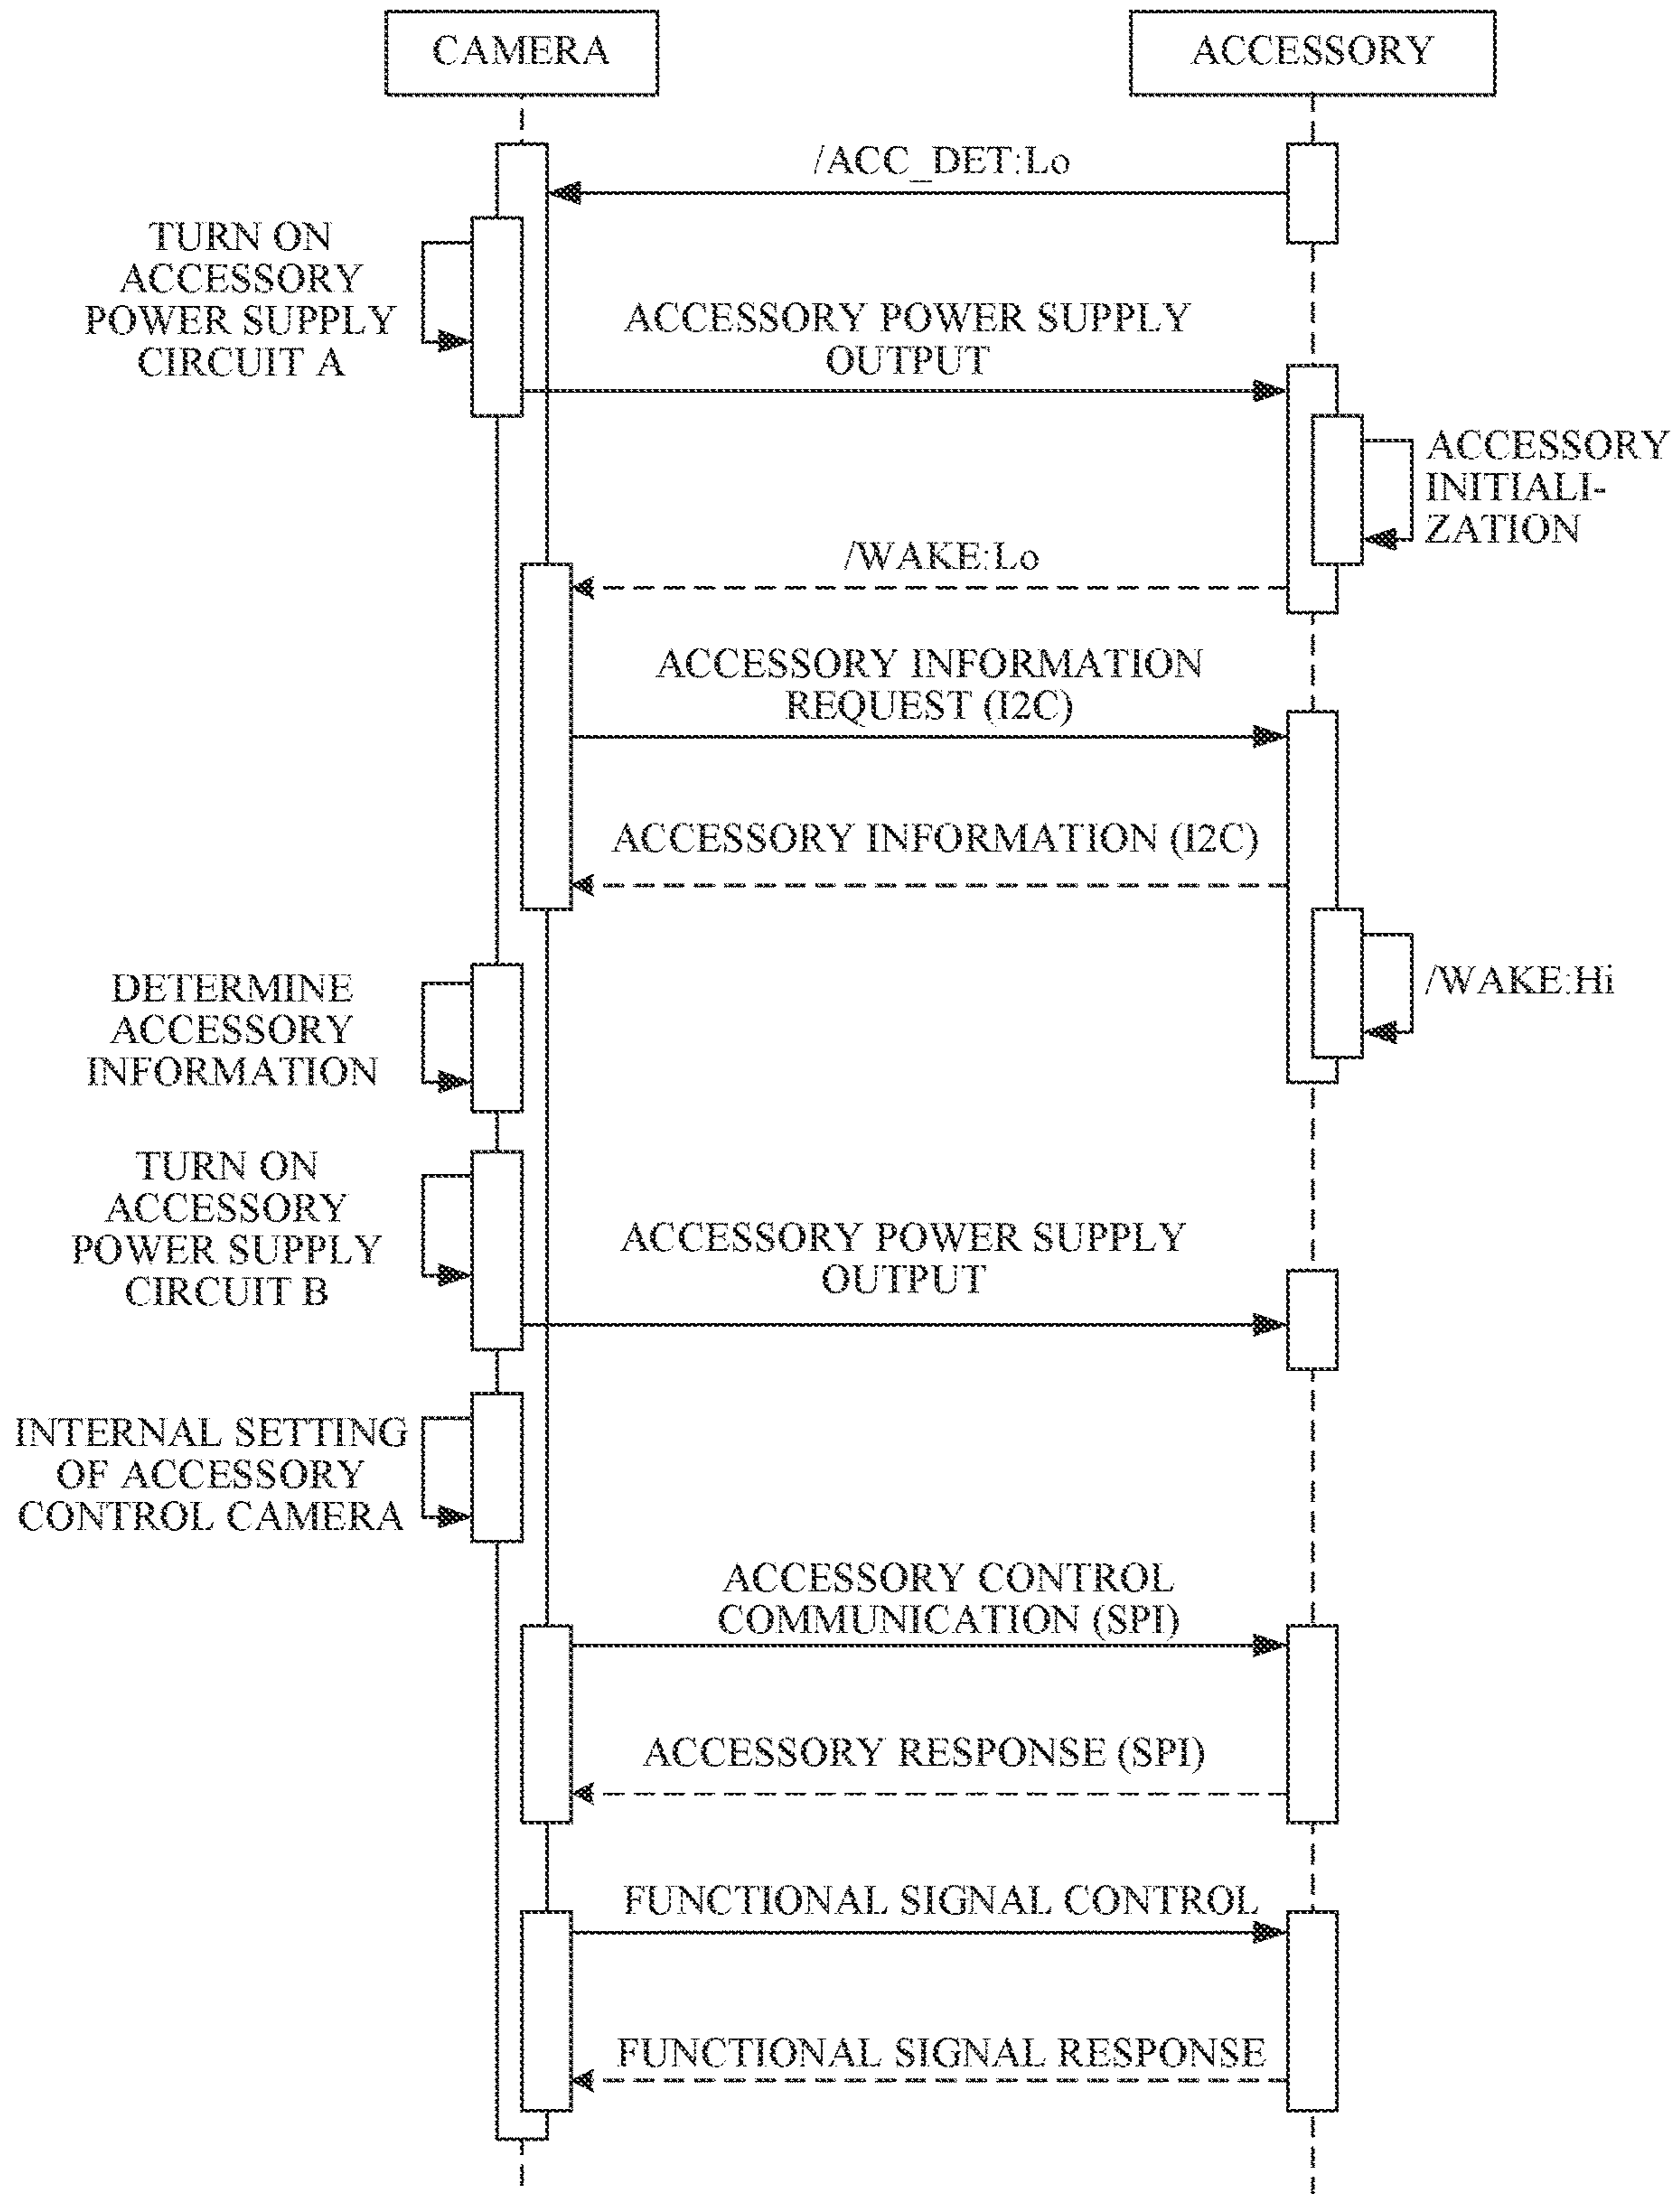 CAMERA
ACCESSORY
/ACC_DET:Lo
TURN ON
ACCESSORY
POWER SUPPLY
CIRCUIT A
ACCESSORY POWER SUPPLY
OUTPUT
ACCESSORY
INITIALI-
ZATION
/WAKE:Lo
ACCESSORY INFORMATION
REQUEST (I2C)
ACCESSORY INFORMATION (I2C)
DETERMINE
ACCESSORY
INFORMATION
/WAKE:Hi
TURN ON
ACCESSORY
POWER SUPPLY
CIRCUIT B
ACCESSORY POWER SUPPLY
OUTPUT
INTERNAL SETTING
OF ACCESSORY
CONTROL CAMERA
ACCESSORY CONTROL
COMMUNICATION (SPI)
ACCESSORY RESPONSE (SPI)
FUNCTIONAL SIGNAL CONTROL
FUNCTIONAL SIGNAL RESPONSE